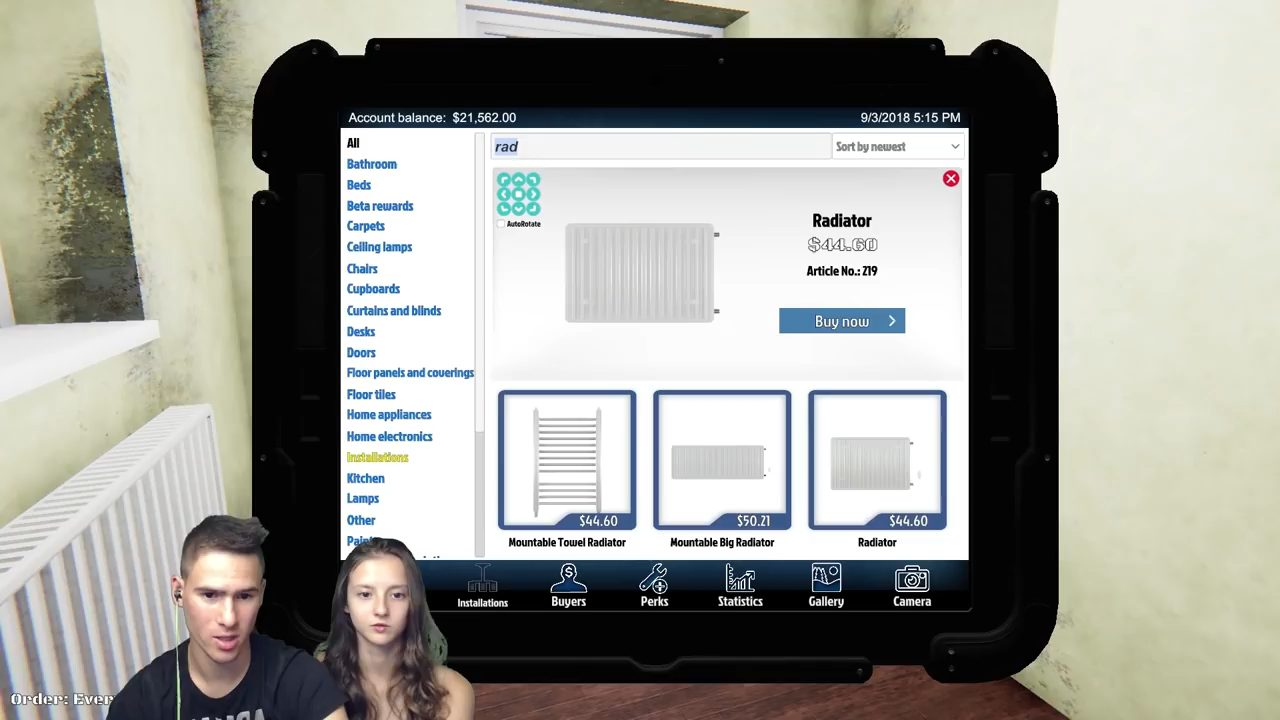 Account balance: $21,562.00
9/3/2018 5:15 PM
All
Bathroom
Beds
Beta rewards
Carpets
Ceiling lamps
Chairs
Cupboards
Curtains and blinds
Desks
Doors
Floor panels and coverings
Floor tiles
Home appliances
Home electronics
Installations
Kitchen
Lamps
Other
rad
Sort by newest
AutoRotate
Radiator
$44.60
Article No.: Z19
Buy now
$44.60
$50.21
$44.60
Mountable Towel Radiator
Mountable Big Radiator
Radiator
Installations
Buyers
Perks
Statistics
Gallery
Camera
Order: